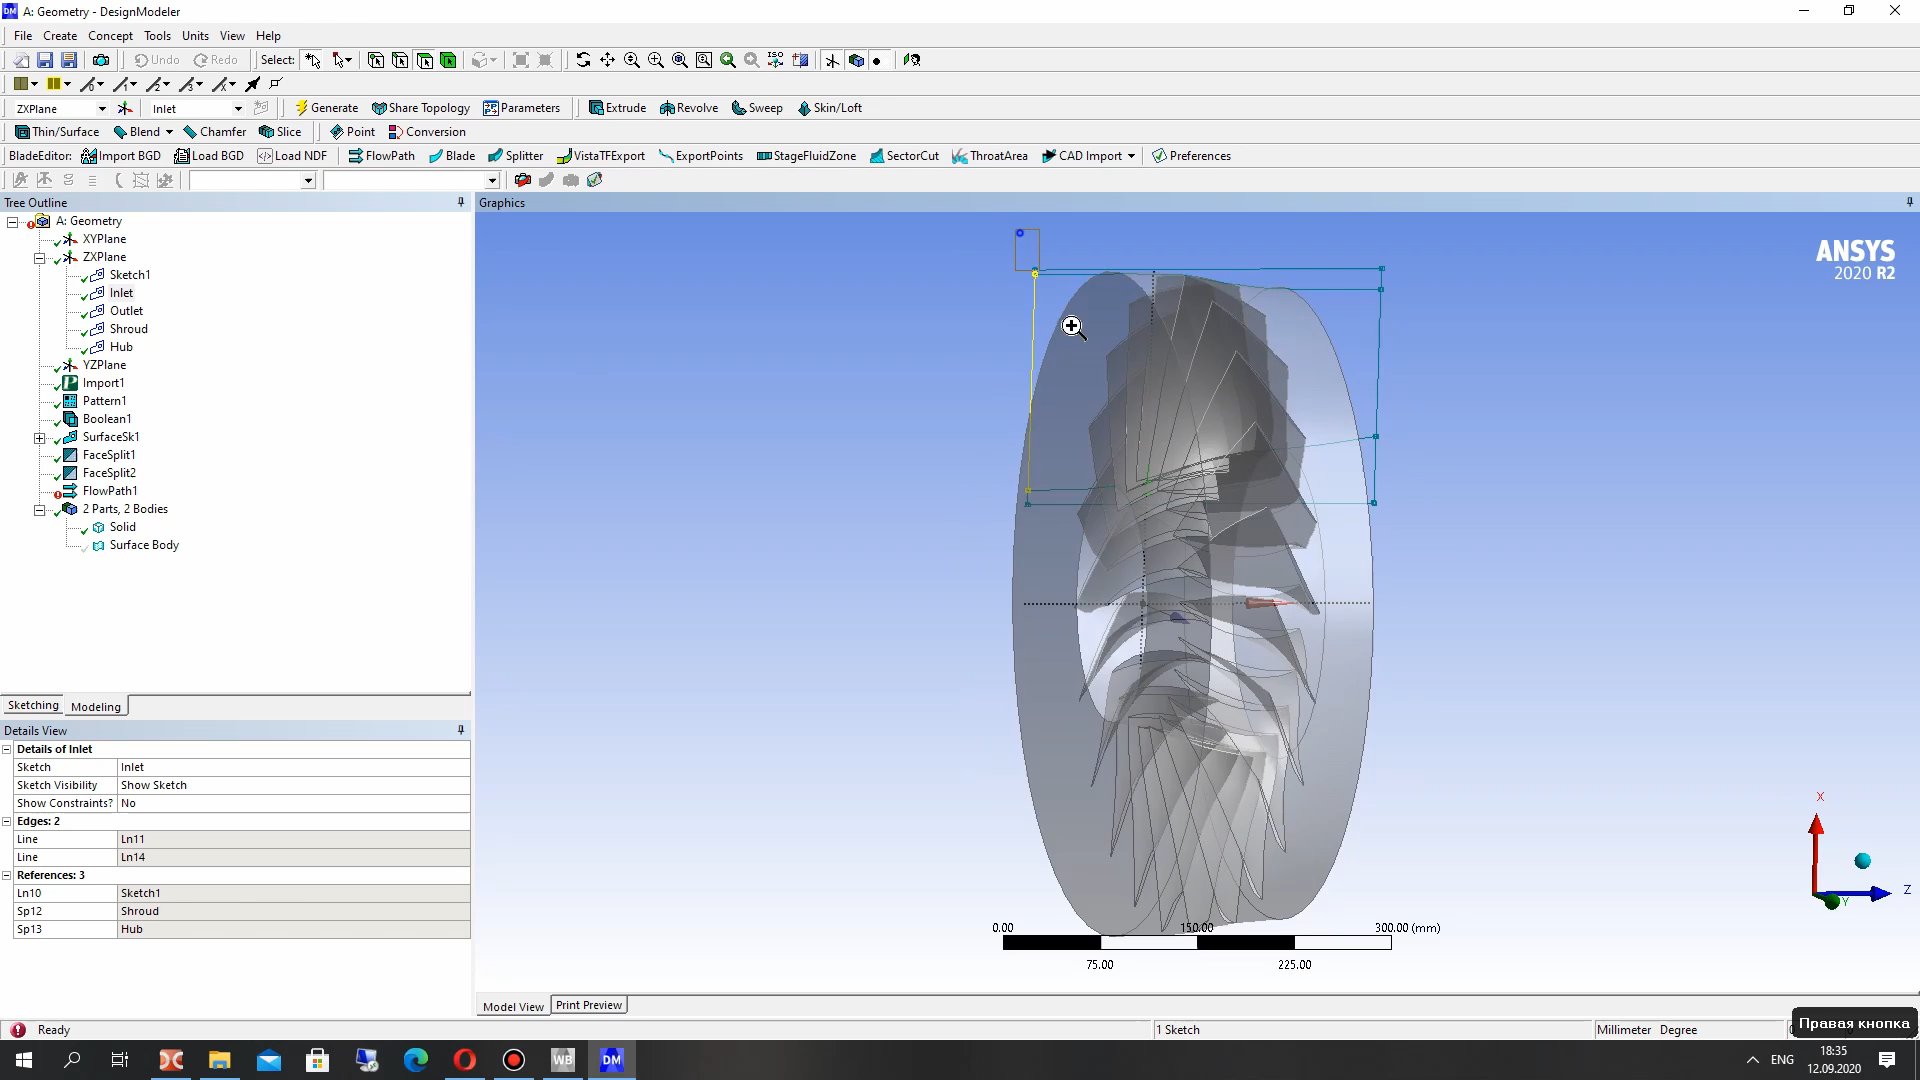 A: Geometry - DesignModeler
File Create Concept Tools Units View Help
Undo Redo Select: ISO
ZXPlane Inlet Generate Share Topology Parameters Extrude Revolve Sweep Skin/Loft
Thin/Surface Blend Chamfer Slice Point Conversion
BladeEditor: Import BGD Load BGD Load NDF FlowPath Blade Splitter VistaTFExport ExportPoints StageFluidZone SectorCut ThroatArea CAD Import Preferences
Tree Outline
A: Geometry
XYPlane
ZXPlane
Sketch1
Inlet
Outlet
Shroud
Hub
YZPlane
Import1
Pattern1
Boolean1
SurfaceSk1
FaceSplit1
FaceSplit2
FlowPath1
2 Parts, 2 Bodies
Solid
Surface Body
Sketching Modeling
Details View
Details of Inlet
Sketch Inlet
Sketch Visibility Show Sketch
Show Constraints? No
Edges: 2
Line Ln11
Line Ln14
References: 3
Ln10 Sketch1
Sp12 Shroud
Sp13 Hub
Graphics
ANSYS
2020 R2
X
Z
Y
0.00 150.00 300.00 (mm)
75.00 225.00
Model View Print Preview
Ready 1 Sketch Millimeter Degree
Правая кнопка
WB DM ENG
18:35
12.09.2020